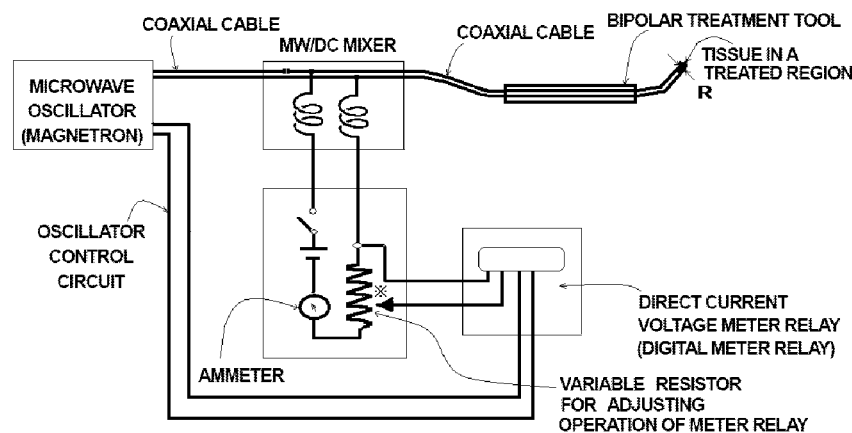 COAXIAL CABLE
MW/DC MIXER
COAXIAL CABLE
BIPOLAR TREATMENT TOOL
TISSUE IN A
TREATED REGION
R
MICROWAVE
OSCILLATOR
(MAGNETRON)
OSCILLATOR
CONTROL
CIRCUIT
※
DIRECT CURRENT
VOLTAGE METER RELAY
(DIGITAL METER RELAY)
AMMETER
VARIABLE RESISTOR
FOR ADJUSTING
OPERATION OF METER RELAY